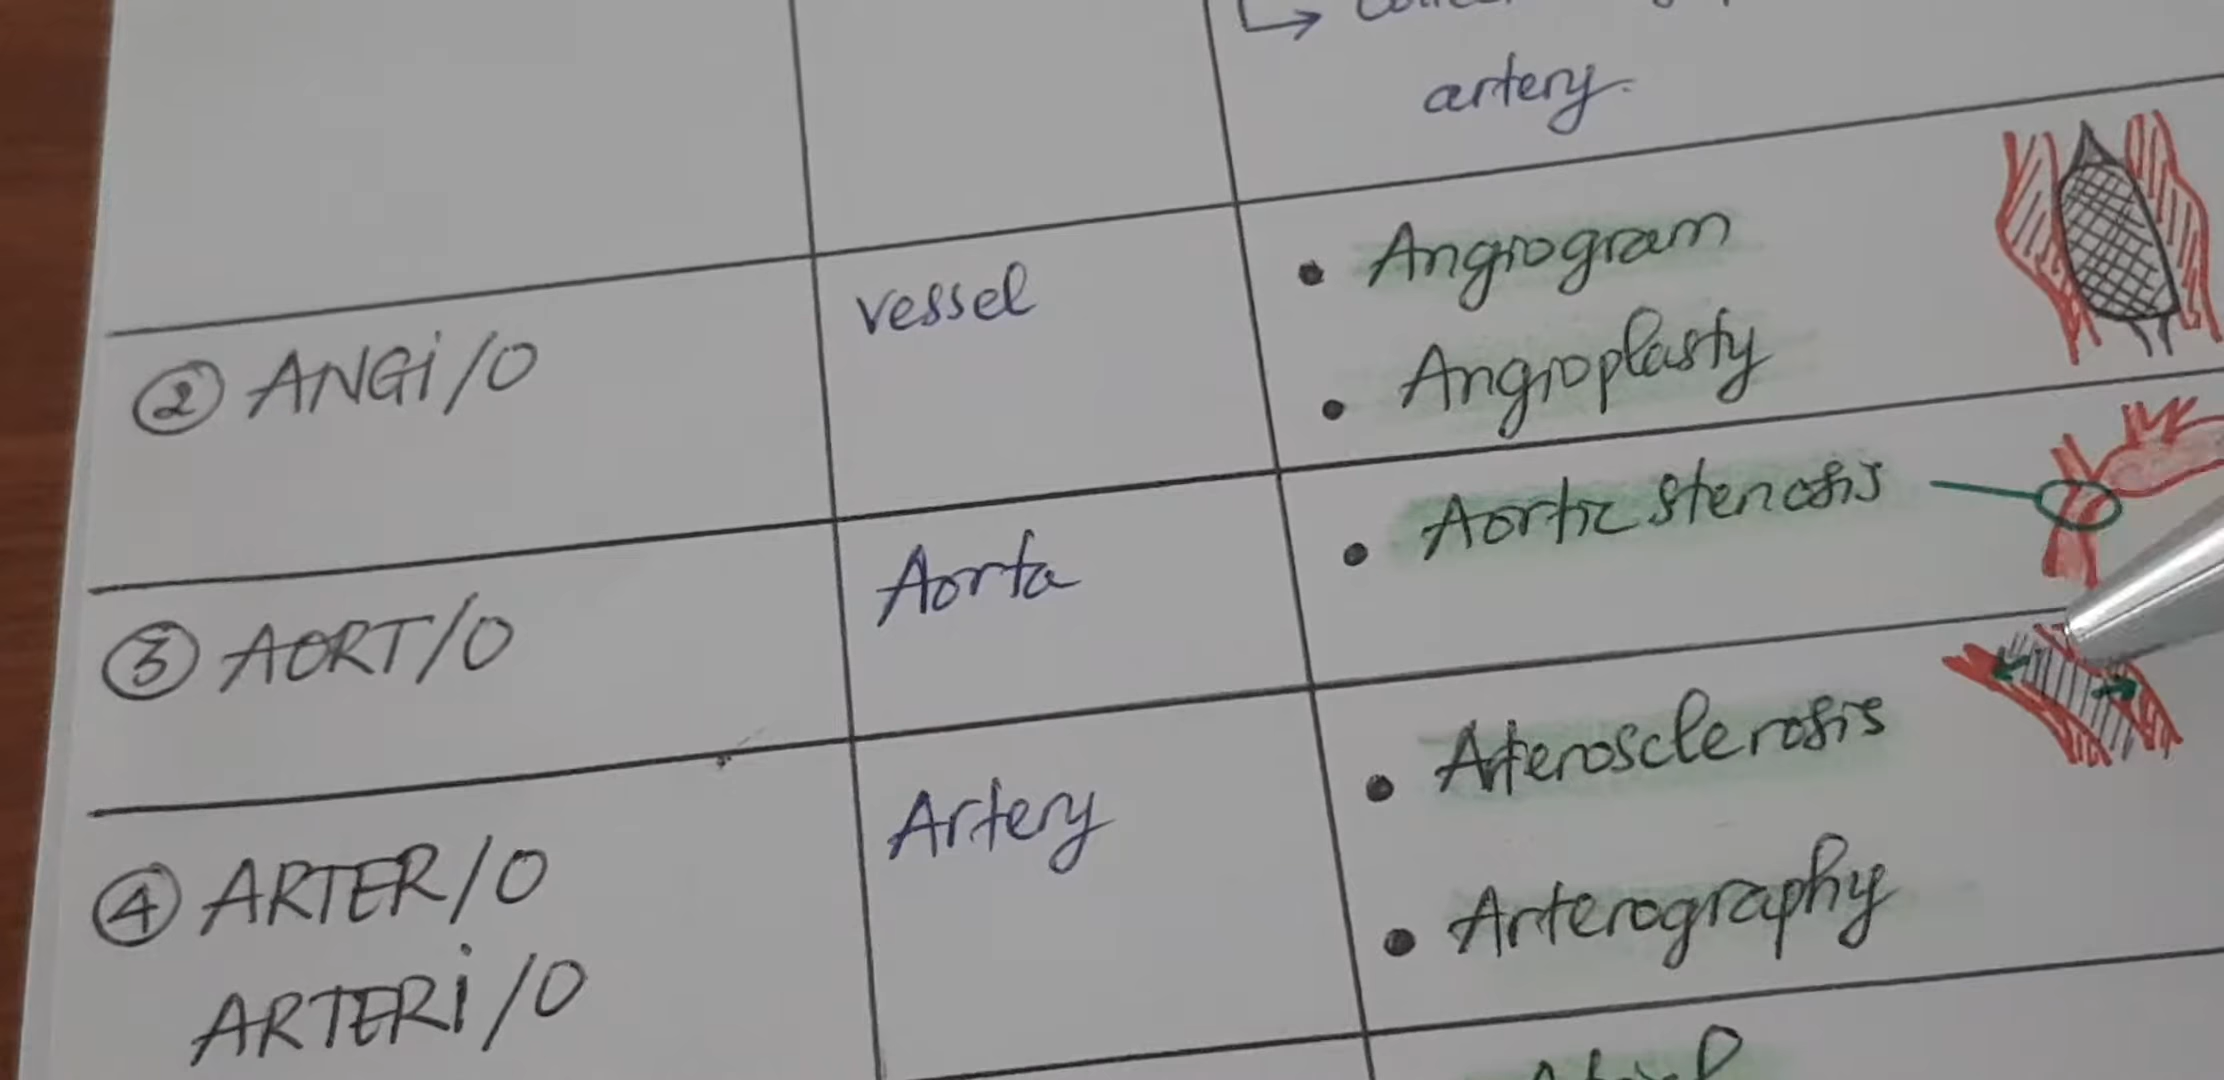 artery.
② ANGi/O
vessel
• Angiogram
• Angioplasty
③ AORT/O
Aorta
• Aortic stenosis
④ ARTER/O
ARTERi/O
Artery
• Arterosclerosis
• Arterography